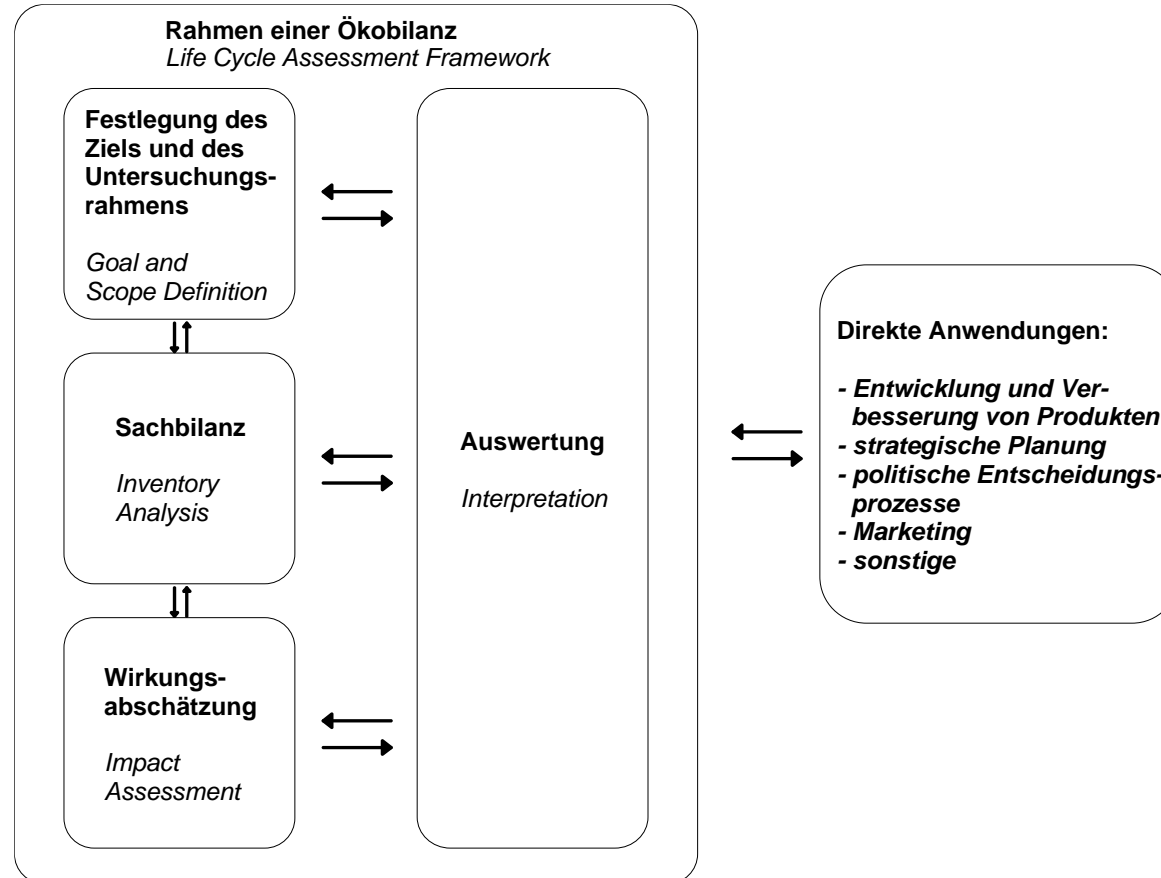 Rahmen einer Ökobilanz
Life Cycle Assessment Framework
Festlegung des
Ziels und des
Untersuchungs-
rahmens
Goal and
Scope Definition
Sachbilanz
Inventory
Analysis
Wirkungs-
abschätzung
Impact
Assessment
Auswertung
Interpretation
Direkte Anwendungen:
- Entwicklung und Ver-
besserung von Produkten
- strategische Planung
- politische Entscheidungs-
prozesse
- Marketing
- sonstige